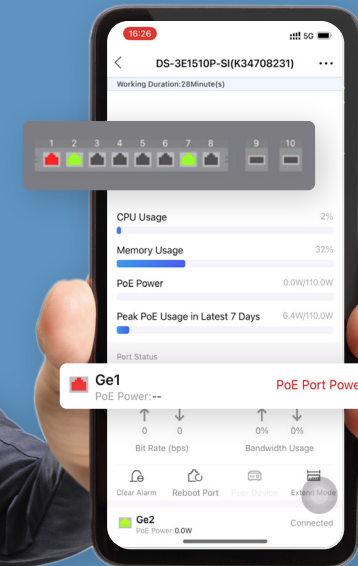 16:26
5G
DS-3E1510P-SI(K34708231)
Working Duration:28Minute(s)
1 2 3 4 5 6 7 8 9 10
CPU Usage 2%
Memory Usage 32%
PoE Power 0.0W/110.0W
Peak PoE Usage in Latest 7 Days 6.4W/110.0W
Port Status
Ge1 PoE Port Powe
PoE Power:--
0 0 0% 0%
Bit Rate (bps) Bandwidth Usage
Clear Alarm Reboot Port Peer Device Extend Mode
Ge2 Connected
PoE Power:0.0W